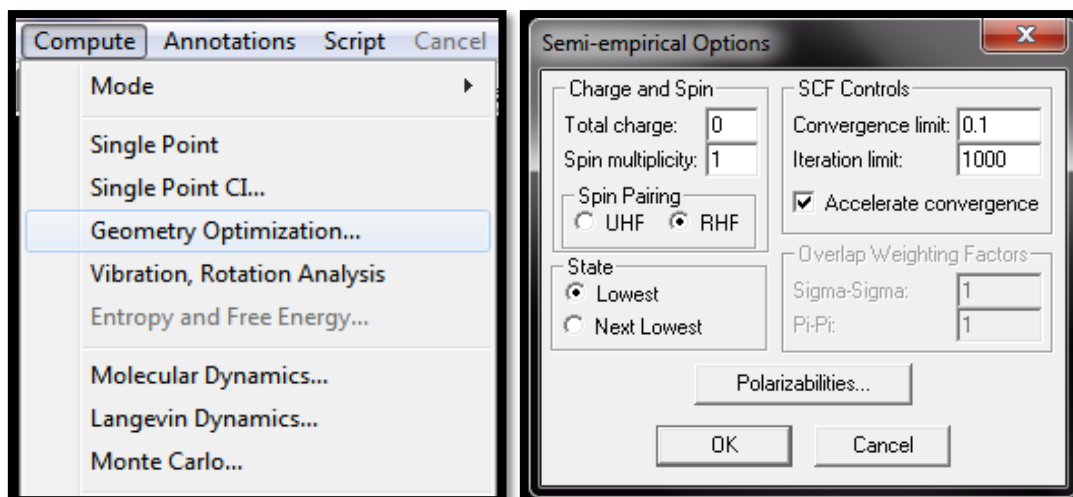 Compute Annotations Script Cancel
Mode
Single Point
Single Point CI...
Geometry Optimization...
Vibration, Rotation Analysis
Entropy and Free Energy...
Molecular Dynamics...
Langevin Dynamics...
Monte Carlo...
Semi-empirical Options
Charge and Spin
Total charge: 0
Spin multiplicity: 1
Spin Pairing
UHF RHF
State
Lowest
Next Lowest
SCF Controls
Convergence limit: 0.1
Iteration limit: 1000
Accelerate convergence
Overlap Weighting Factors
Sigma-Sigma: 1
Pi-Pi: 1
Polarizabilities...
OK Cancel